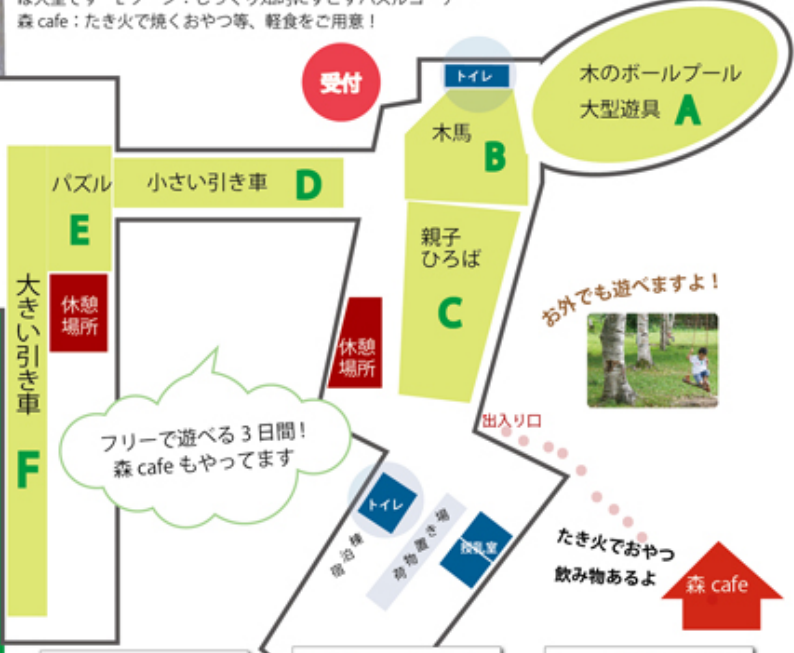 森 cafe：たき火で焼くおやつ等、軽食をご用意！
受付
トイレ
木のボールプール
大型遊具 A
木馬
B
パズル
E
小さい引き車 D
親子
ひろば
C
大きい引き車
F
休憩
場所
休憩
場所
お外でも遊べますよ！
フリーで遊べる 3 日間！
森 cafe もやってます
出入り口
トイレ
宿泊棟
荷物置き場
授乳室
たき火でおやつ
飲み物あるよ
森 cafe